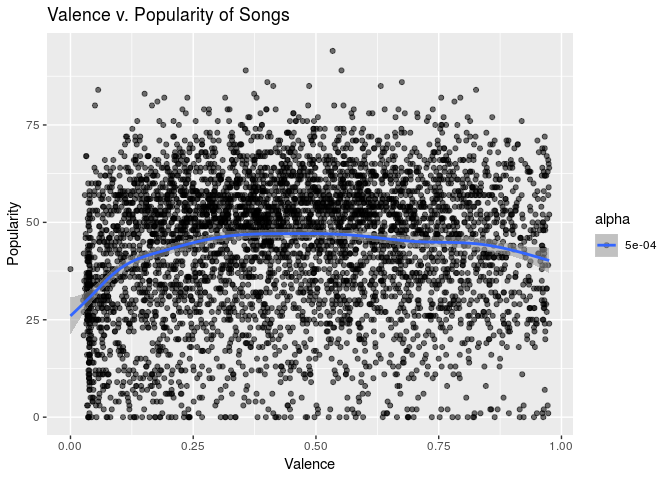 Valence v. Popularity of Songs
Popularity
75
50
25
0
0.00 0.25 0.50 0.75 1.00
Valence
alpha
5e-04